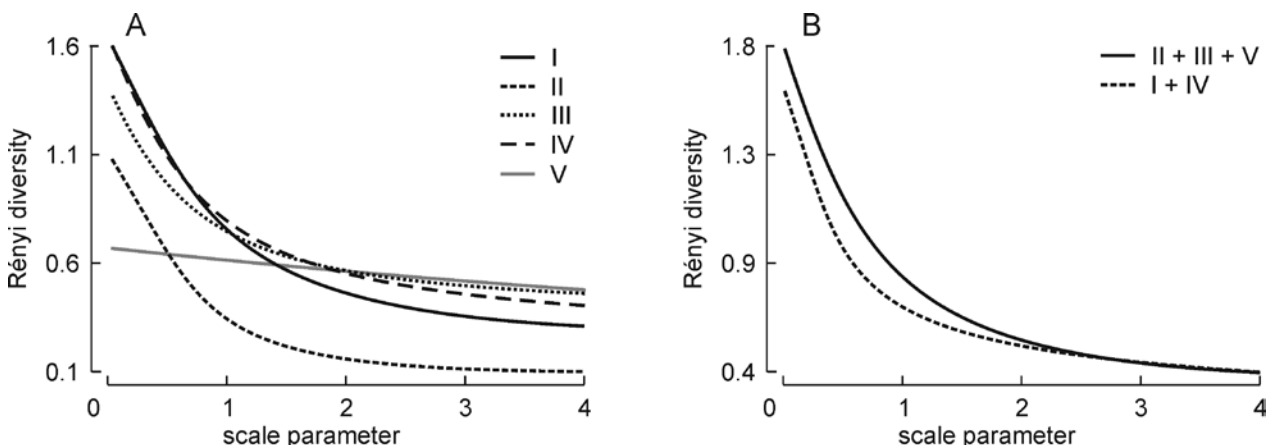 A
Rényi diversity
1.6
1.1
0.6
0.1
I
II
III
IV
V
0 1 2 3 4
scale parameter
B
Rényi diversity
1.8
1.3
0.9
0.4
II + III + V
I + IV
0 1 2 3 4
scale parameter